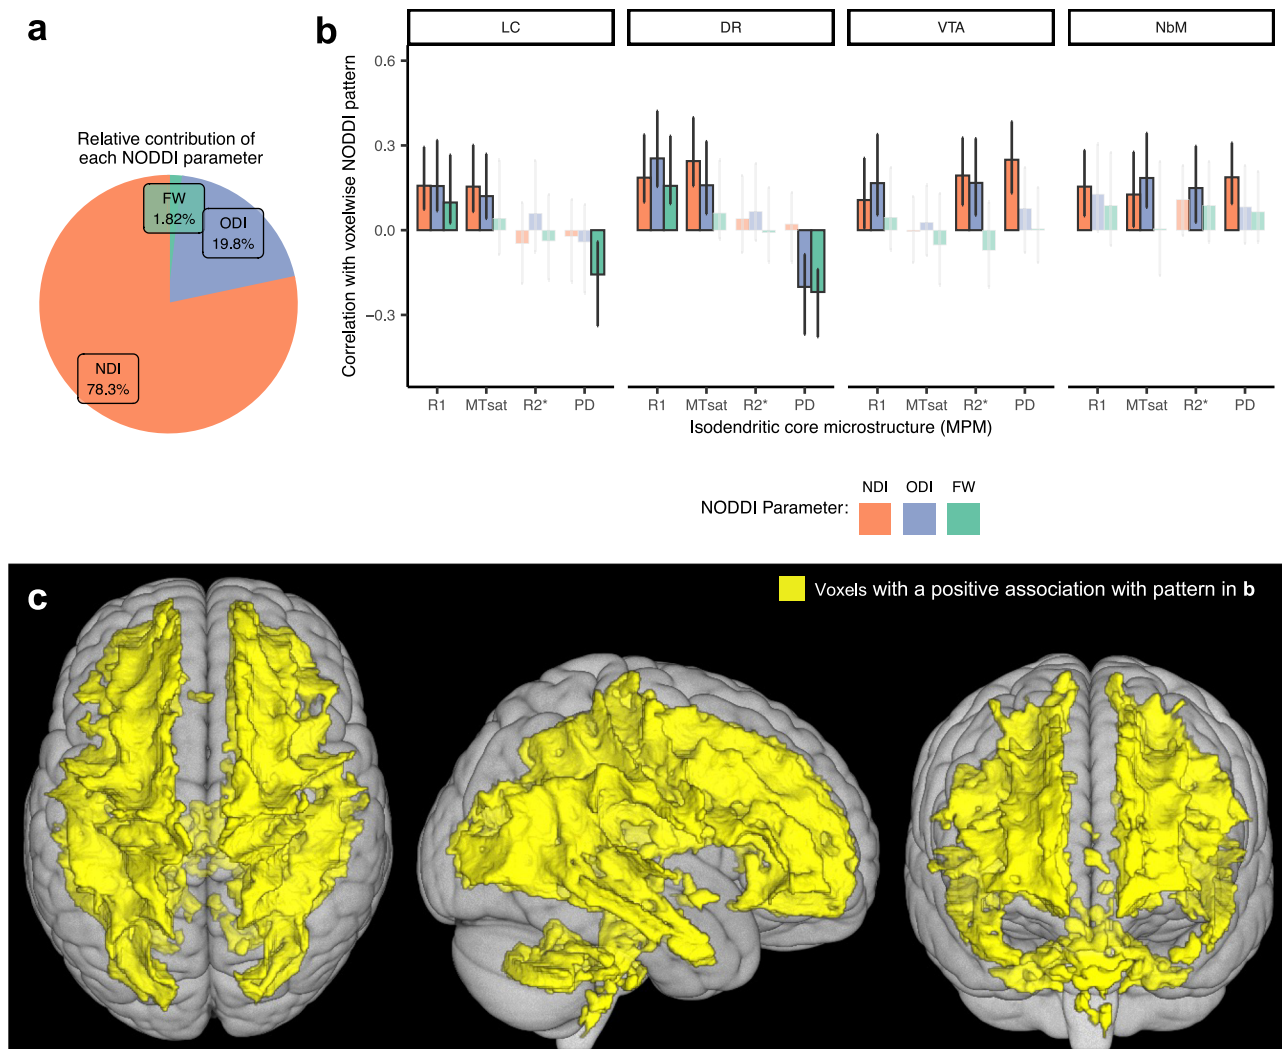 a
Relative contribution of
each NODDI parameter
FW
1.82%
ODI
19.8%
NDI
78.3%
b
LC
DR
VTA
NbM
Correlation with voxelwise NODDI pattern
0.6
0.3
0.0
−0.3
R1 MTsat R2* PD
R1 MTsat R2* PD
R1 MTsat R2* PD
R1 MTsat R2* PD
Isodendritic core microstructure (MPM)
NDI ODI FW
NODDI Parameter:
c
Voxels with a positive association with pattern in b